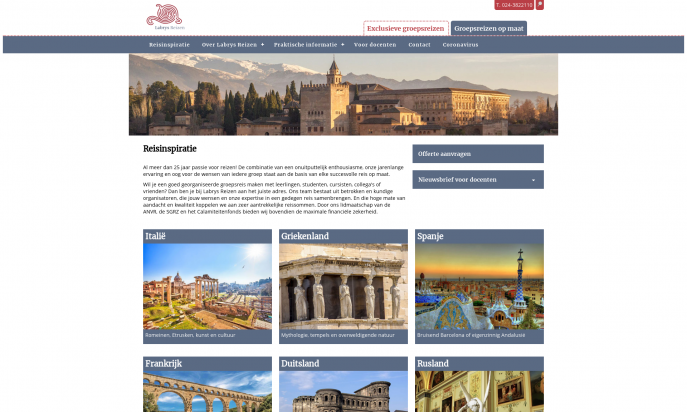 T: 024-3822110
Labrys Reizen
Exclusieve groepsreizen
Groepsreizen op maat
Reisinspiratie
Over Labrys Reizen +
Praktische informatie +
Voor docenten
Contact
Coronavirus
Reisinspiratie
Al meer dan 25 jaar passie voor reizen! De combinatie van een onuitputtelijk enthousiasme, onze jarenlange
ervaring en oog voor de wensen van iedere groep staat aan de basis van elke succesvolle reis op maat.
Wil je een goed georganiseerde groepsreis maken met leerlingen, studenten, cursisten, collega's of
vrienden? Dan ben je bij Labrys Reizen aan het juiste adres. Ons team bestaat uit betrokken en kundige
organisatoren, die jouw wensen en onze expertise in een gedegen reis samenbrengen. En die hoge mate van
aandacht en kwaliteit koppelen we aan zeer aantrekkelijke reissommen. Door ons lidmaatschap van de
ANVR, de SGRZ en het Calamiteitenfonds bieden wij bovendien de maximale financiële zekerheid.
Offerte aanvragen
Nieuwsbrief voor docenten
Italië
Romeinen, Etrusken, kunst en cultuur
Griekenland
Mythologie, tempels en overweldigende natuur
Spanje
Bruisend Barcelona of eigenzinnig Andalusië
Frankrijk
Duitsland
Rusland